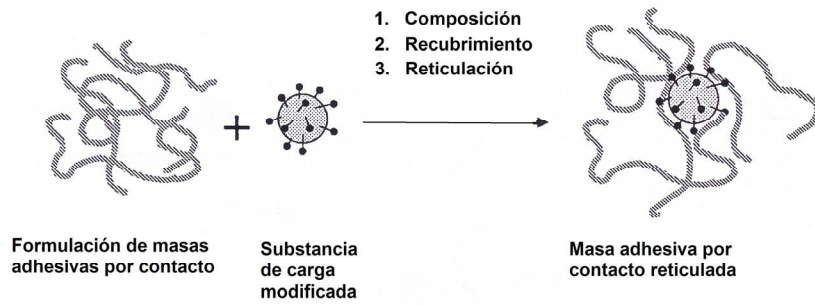 1. Composición
2. Recubrimiento
3. Reticulación
+
Formulación de masas
adhesivas por contacto
Substancia
de carga
modificada
Masa adhesiva por
contacto reticulada